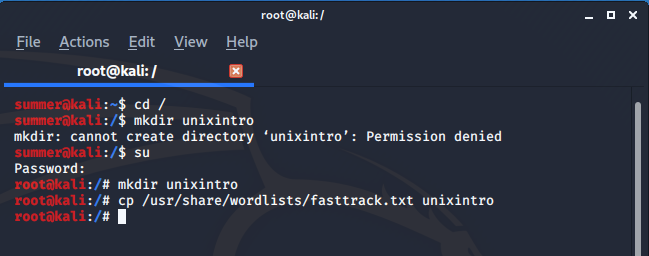 root@kali: /
File Actions Edit View Help
root@kali: /
summer@kali:~$ cd /
summer@kali:/$ mkdir unixintro
mkdir: cannot create directory ‘unixintro’: Permission denied
summer@kali:/$ su
Password:
root@kali:/# mkdir unixintro
root@kali:/# cp /usr/share/wordlists/fasttrack.txt unixintro
root@kali:/#